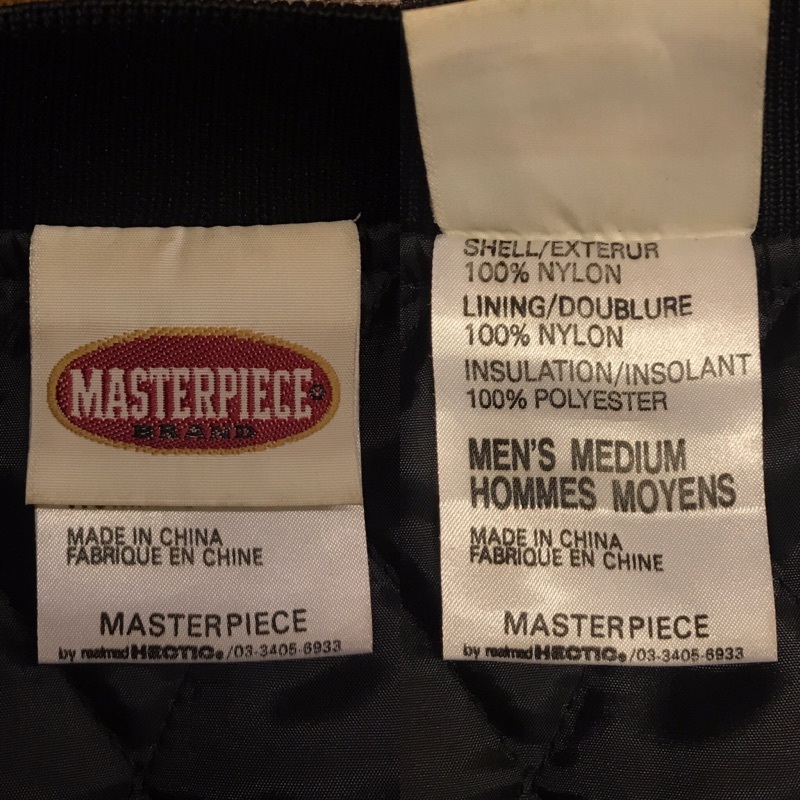 MASTERPIECE
BRAND
MADE IN CHINA
FABRIQUE EN CHINE
MASTERPIECE
by realmad HECTIC /03-3405-6933
SHELL/EXTERUR
100% NYLON
LINING/DOUBLURE
100% NYLON
INSULATION/INSOLANT
100% POLYESTER
MEN'S MEDIUM
HOMMES MOYENS
MADE IN CHINA
FABRIQUE EN CHINE
MASTERPIECE
by realmad HECTIC /03-3405-6933